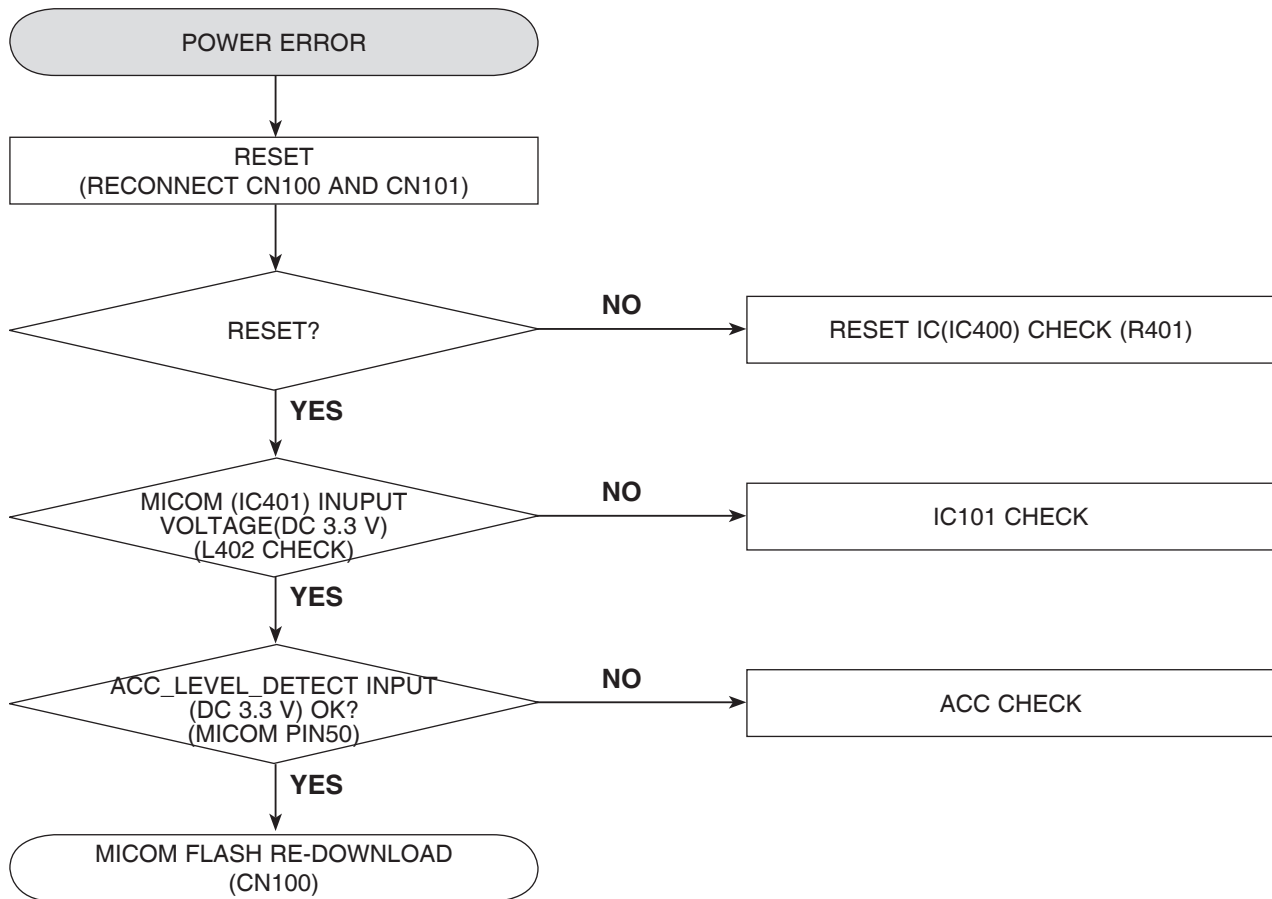 POWER ERROR
RESET
(RECONNECT CN100 AND CN101)
RESET?
NO
RESET IC(IC400) CHECK (R401)
YES
MICOM (IC401) INUPUT
VOLTAGE(DC 3.3 V)
(L402 CHECK)
NO
IC101 CHECK
YES
ACC_LEVEL_DETECT INPUT
(DC 3.3 V) OK?
(MICOM PIN50)
NO
ACC CHECK
YES
MICOM FLASH RE-DOWNLOAD
(CN100)